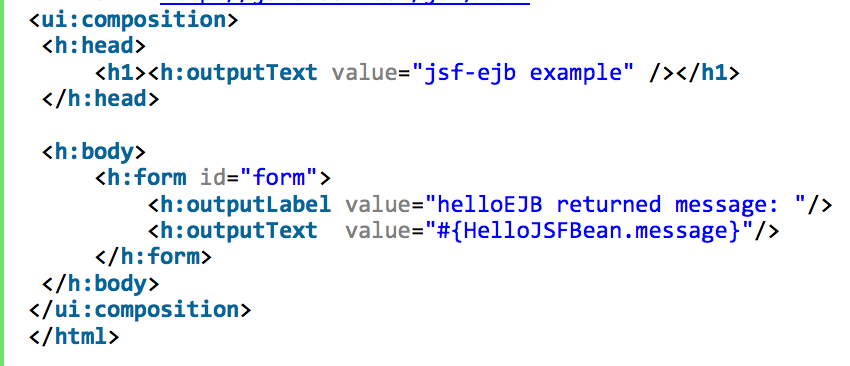 <ui:composition>
<h:head>
<h1><h:outputText value="jsf-ejb example" /></h1>
</h:head>
<h:body>
<h:form id="form">
<h:outputLabel value="helloEJB returned message: "/>
<h:outputText  value="#{HelloJSFBean.message}"/>
</h:form>
</h:body>
</ui:composition>
</html>